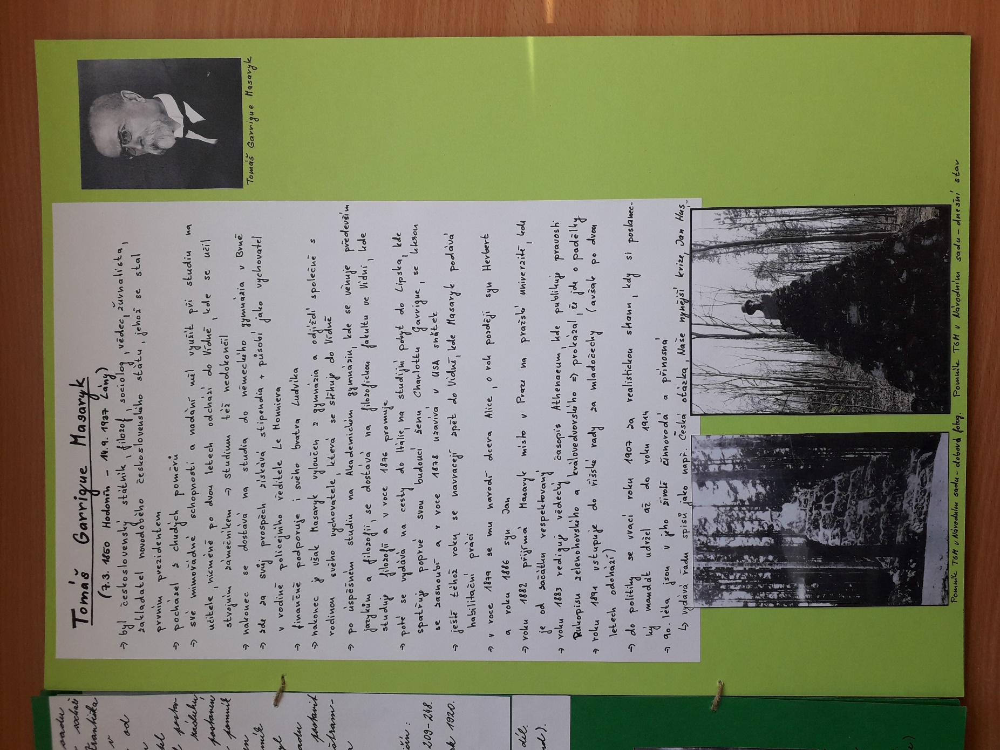 Tomáš Garrigue Masaryk
(7.3. 1850 Hodonín – 14.9. 1937 Lány)
→ byl československý státník, filozof, sociolog, vědec, žurnalista,
zakladatel novodobého československého státu, jehož se stal
prvním prezidentem
→ pocházel z chudých poměrů
→ své mimořádné schopnosti a nadání měl využít při studiu na
učitele, nicméně po dvou letech odchází do Vídně, kde se učil
strojním zámečníkem → studium též nedokončil
→ nakonec se dostává na studia do německého gymnázia v Brně
→ zde za svůj prospěch získává stipendia + působí jako vychovatel
v rodině policejního ředitele Le Monniera
→ finančně podporuje i svého bratra Ludvíka
→ nakonec je však Masaryk vyloučen z gymnázia a odjíždí společně s
rodinou svého vychovatele, která se stěhuje do Vídně
→ po úspěšném studiu na Akademickém gymnáziu, kde se věnuje především
jazykům a filozofii, se dostává na filozofickou fakultu ve Vídni, kde
studuje filozofii a v roce 1876 promuje
→ poté se vydává na cesty do Itálie, na studijní pobyt do Lipska, kde
spatřuje poprvé svou budoucí ženu Charlottu Garrigue, se kterou
se zasnoubí a v roce 1878 uzavírá v USA sňatek
→ ještě téhož roku se navracejí zpět do Vídně, kde Masaryk podává
habilitační práci
→ v roce 1879 se mu narodí dcera Alice, o rok později syn Herbert
a roku 1886 syn Jan
→ roku 1882 přijímá Masaryk místo v Praze na pražské univerzitě, kde
je od začátku respektovaný
→ roku 1883 rediguje vědecký časopis Athenaeum, kde publikuje pravosti
Rukopisu zelenohorského a královedvorského ⇒ prokázal, že jde o padělky
→ roku 1891 vstupuje do říšské rady za mladočechy (avšak po dvou
letech odchází)
→ do politiky se vrací roku 1907 za realistickou stranu, kdy si poslanec-
ký mandát udržel až do roku 1914
→ 90. léta jsou v jeho životě činnorodá a přínosná
↳ vydává řadu spisů jako např. Česká otázka, Naše nynější krize, Jan Hus,
Tomáš Garrigue Masaryk
Pomník TGM v Národním sadu - dobová fotog.
Pomník TGM v Národním sadu - dnešní stav
sadu
v
od
postavit
209-248.
1920.
díl.